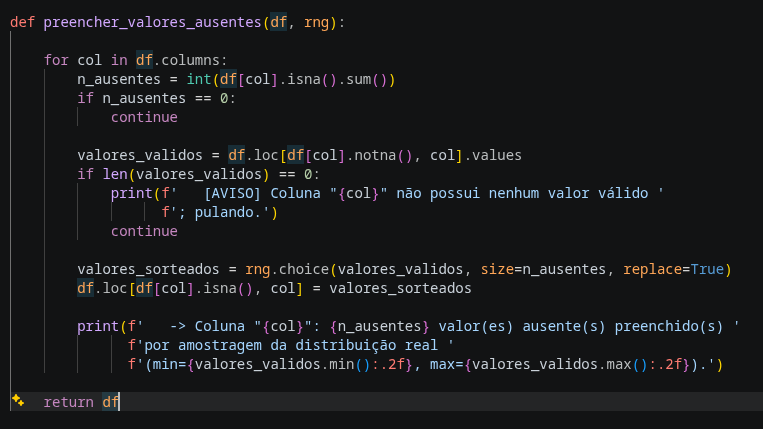 def preencher_valores_ausentes(df, rng):
for col in df.columns:
n_ausentes = int(df[col].isna().sum())
if n_ausentes == 0:
continue
valores_validos = df.loc[df[col].notna(), col].values
if len(valores_validos) == 0:
print(f'   [AVISO] Coluna "{col}" não possui nenhum valor válido '
f'; pulando.')
continue
valores_sorteados = rng.choice(valores_validos, size=n_ausentes, replace=True)
df.loc[df[col].isna(), col] = valores_sorteados
print(f'   -> Coluna "{col}": {n_ausentes} valor(es) ausente(s) preenchido(s) '
f'por amostragem da distribuição real '
f'(min={valores_validos.min():.2f}, max={valores_validos.max():.2f}).')
return df